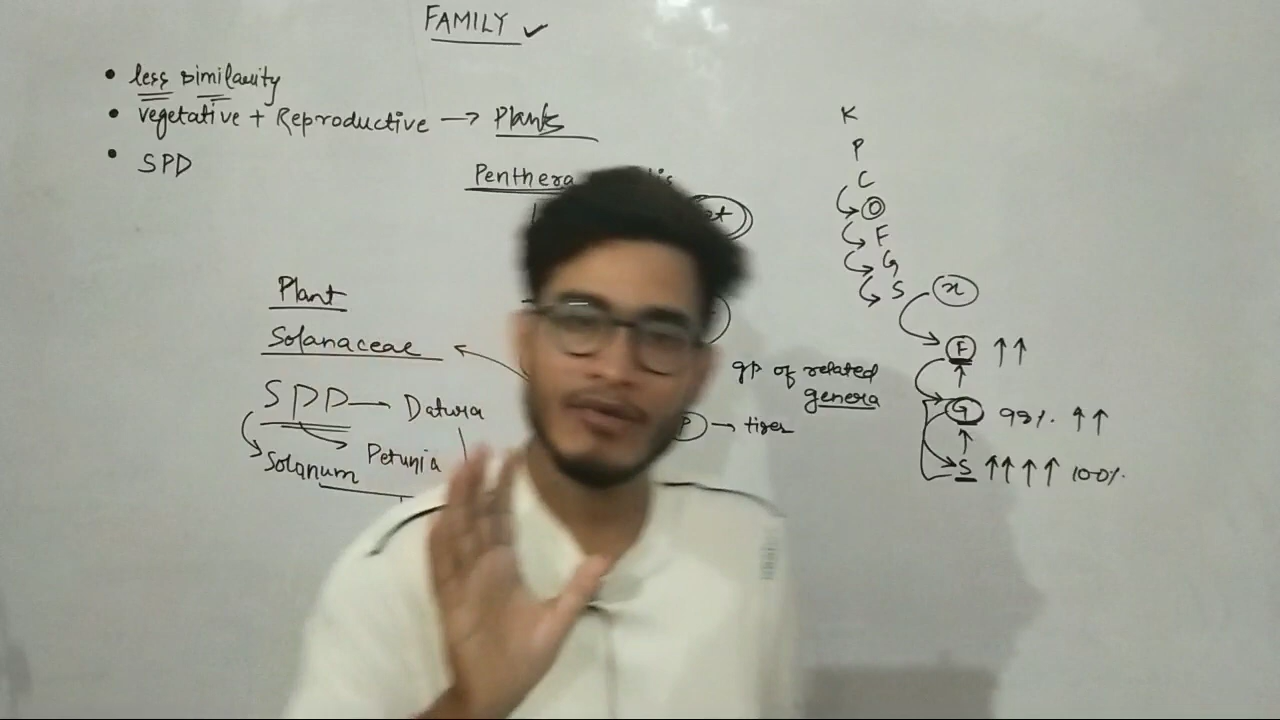 FAMILY ✓
• less similarity
• vegetative + Reproductive → Plants
• SPD
Penthera
Plant
Solanaceae
SPD → Datura
Petunia
Solanum
gp of related
genera
→ tiger
K
P
C
O
F
G
S
x
F ↑↑
G 99% ↑↑
S ↑↑↑↑ 100%